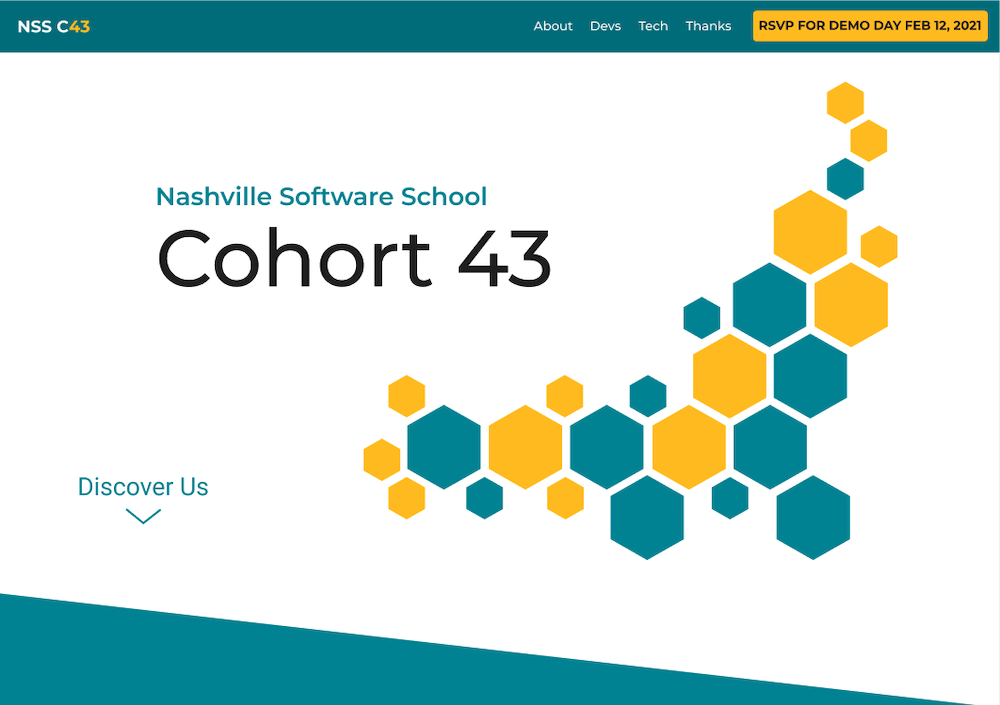 NSS C43
About Devs Tech Thanks RSVP FOR DEMO DAY FEB 12, 2021
Nashville Software School
Cohort 43
Discover Us